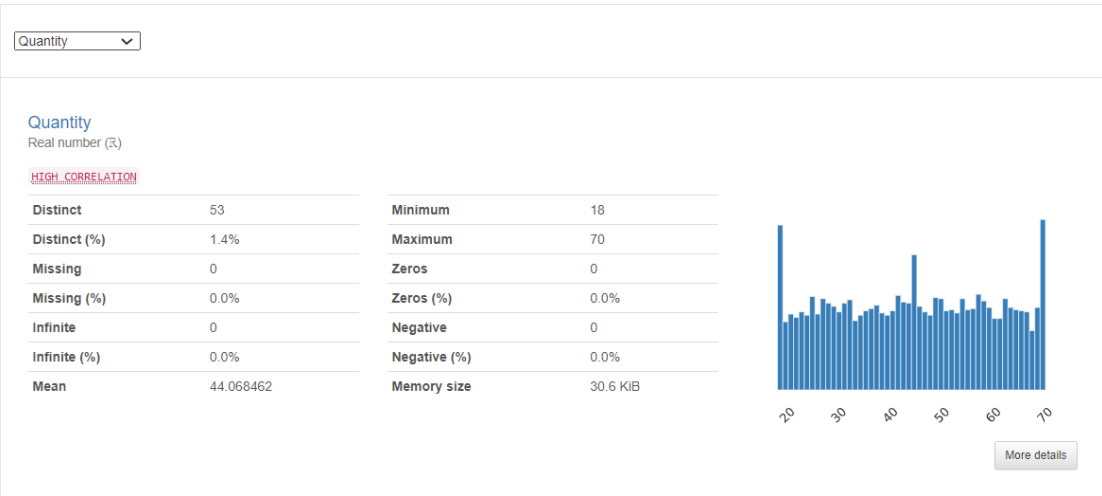 Quantity
Quantity
Real number (ℝ)
HIGH CORRELATION
Distinct 53
Distinct (%) 1.4%
Missing 0
Missing (%) 0.0%
Infinite 0
Infinite (%) 0.0%
Mean 44.068462
Minimum 18
Maximum 70
Zeros 0
Zeros (%) 0.0%
Negative 0
Negative (%) 0.0%
Memory size 30.6 KiB
20 30 40 50 60 70
More details